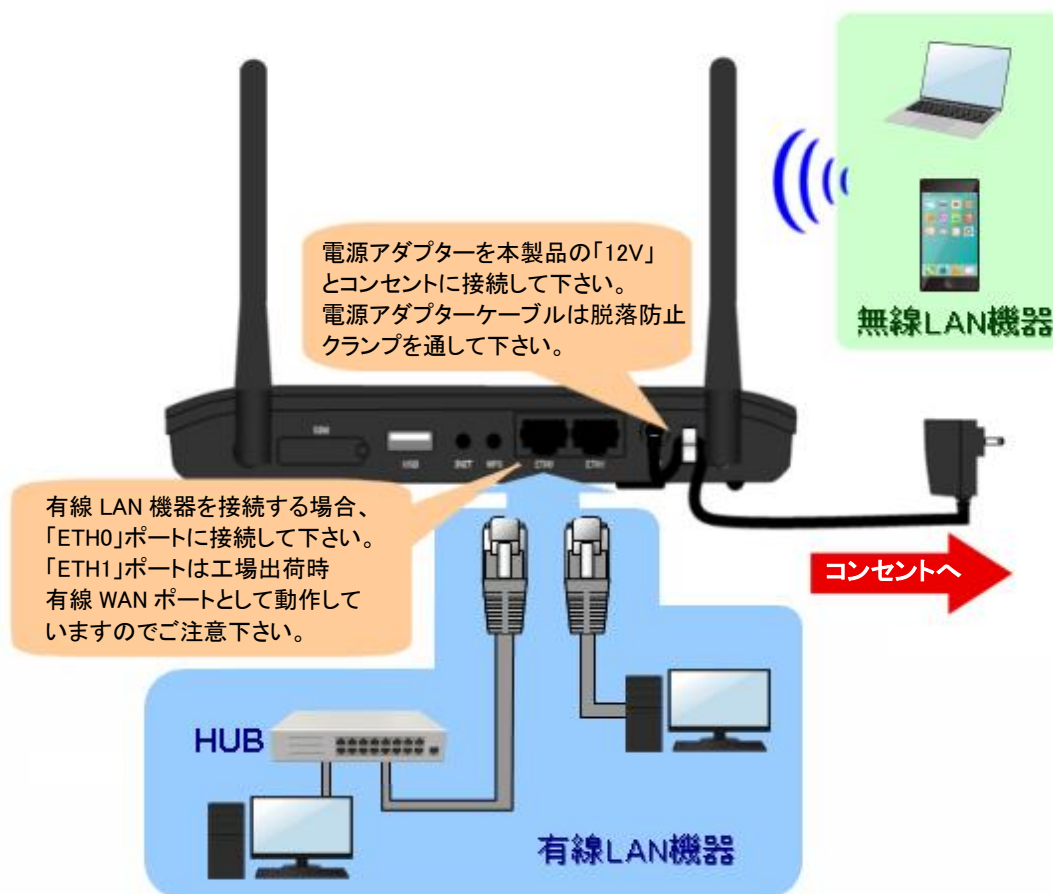 電源アダプターを本製品の「12V」
とコンセントに接続して下さい。
電源アダプターケーブルは脱落防止
クランプを通して下さい。
無線LAN機器
SIM
USB
INIT
WPS
ETH0
ETH1
有線 LAN 機器を接続する場合、
「ETH0」ポートに接続して下さい。
「ETH1」ポートは工場出荷時
有線 WAN ポートとして動作して
いますのでご注意下さい。
コンセントへ
HUB
有線LAN機器